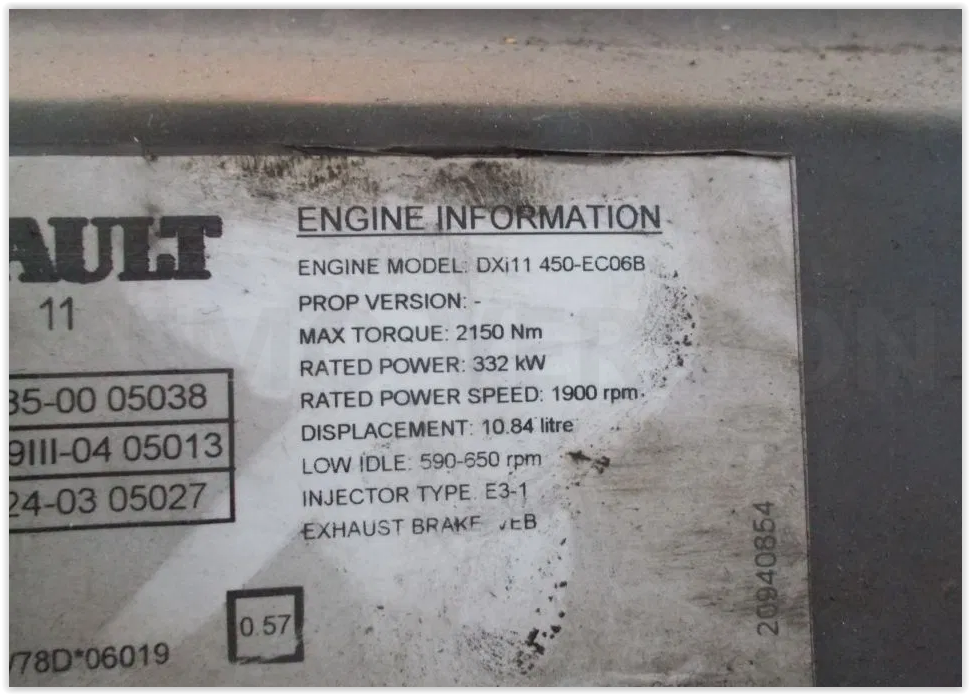 AULT
11
35-00 05038
9III-04 05013
24-03 05027
0.57
78D*06019
ENGINE INFORMATION
ENGINE MODEL: DXi11 450-EC06B
PROP VERSION: -
MAX TORQUE: 2150 Nm
RATED POWER: 332 kW
RATED POWER SPEED: 1900 rpm
DISPLACEMENT: 10.84 litre
LOW IDLE: 590-650 rpm
INJECTOR TYPE E3-1
EXHAUST BRAKE
20940854